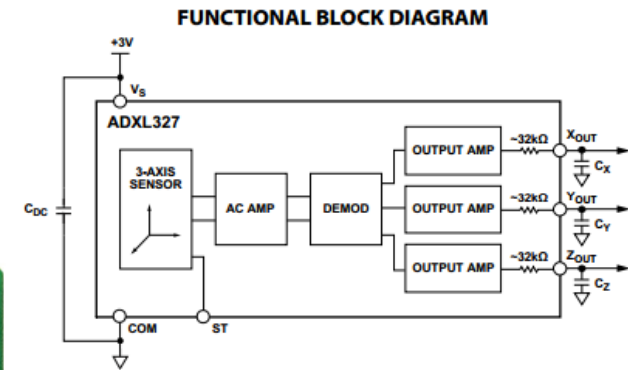 FUNCTIONAL BLOCK DIAGRAM
+3V
VS
ADXL327
3-AXIS
SENSOR
AC AMP
DEMOD
OUTPUT AMP
~32kΩ
XOUT
CX
OUTPUT AMP
~32kΩ
YOUT
CY
OUTPUT AMP
~32kΩ
ZOUT
CZ
CDC
COM
ST